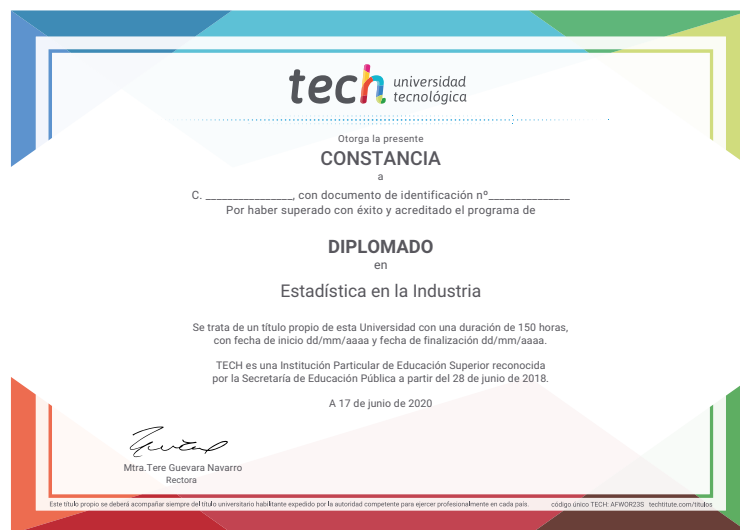 tech universidad
tecnológica
Otorga la presente
CONSTANCIA
a
C. ________________, con documento de identificación nº_______________
Por haber superado con éxito y acreditado el programa de
DIPLOMADO
en
Estadística en la Industria
Se trata de un título propio de esta Universidad con una duración de 150 horas,
con fecha de inicio dd/mm/aaaa y fecha de finalización dd/mm/aaaa.
TECH es una Institución Particular de Educación Superior reconocida
por la Secretaría de Educación Pública a partir del 28 de junio de 2018.
A 17 de junio de 2020
Mtra.Tere Guevara Navarro
Rectora
Este título propio se deberá acompañar siempre del título universitario habilitante expedido por la autoridad competente para ejercer profesionalmente en cada país. código único TECH: AFWOR23S techtitute.com/titulos